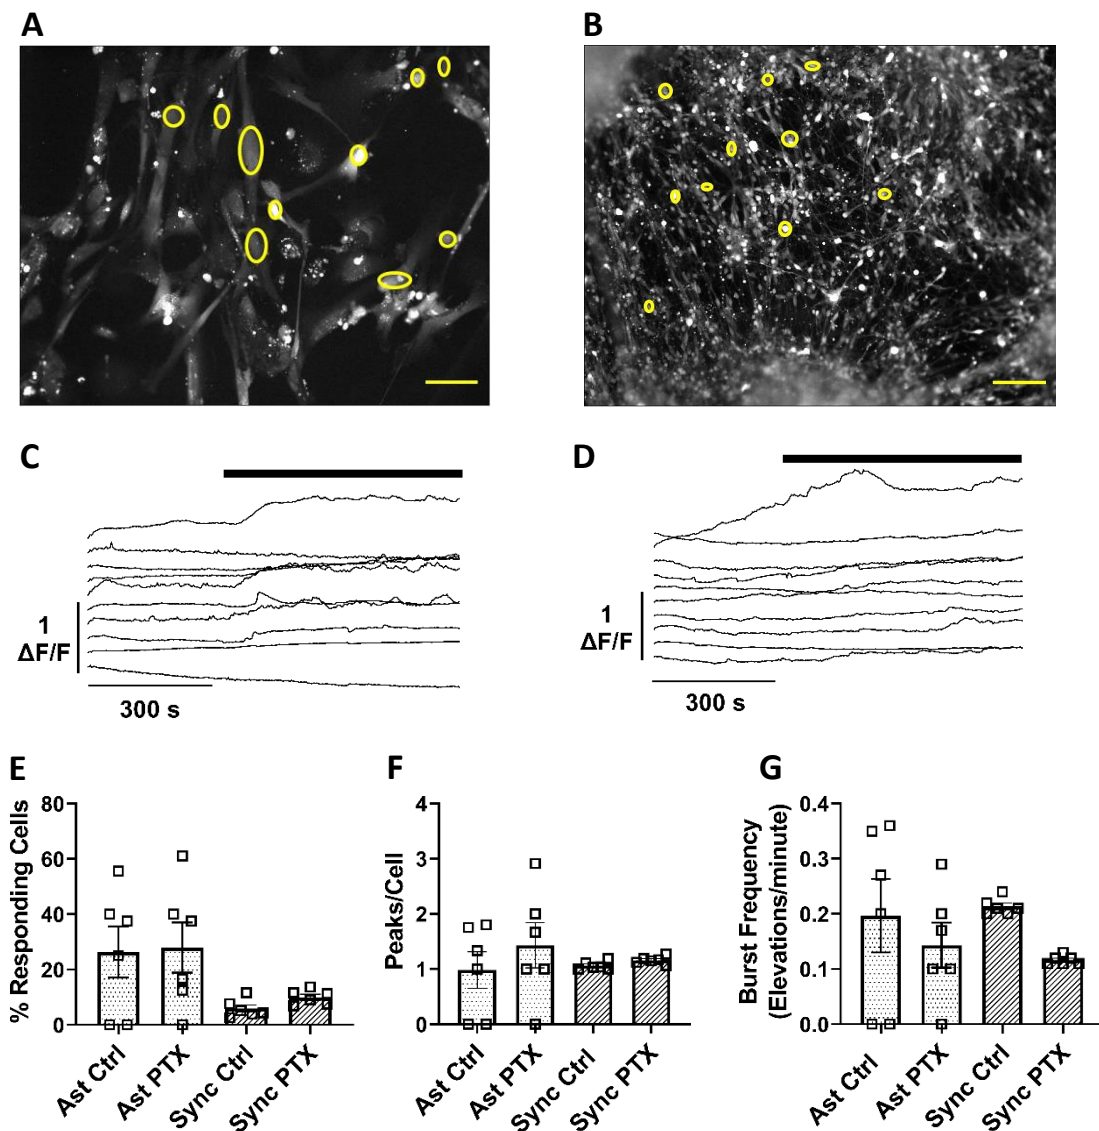 A
B
C
D
1
ΔF/F
300 s
1
ΔF/F
300 s
E
F
G
% Responding Cells
80
60
40
20
0
Ast Ctrl
Ast PTX
Sync Ctrl
Sync PTX
Peaks/Cell
4
3
2
1
0
Ast Ctrl
Ast PTX
Sync Ctrl
Sync PTX
Burst Frequency
(Elevations/minute)
0.4
0.3
0.2
0.1
0.0
Ast Ctrl
Ast PTX
Sync Ctrl
Sync PTX